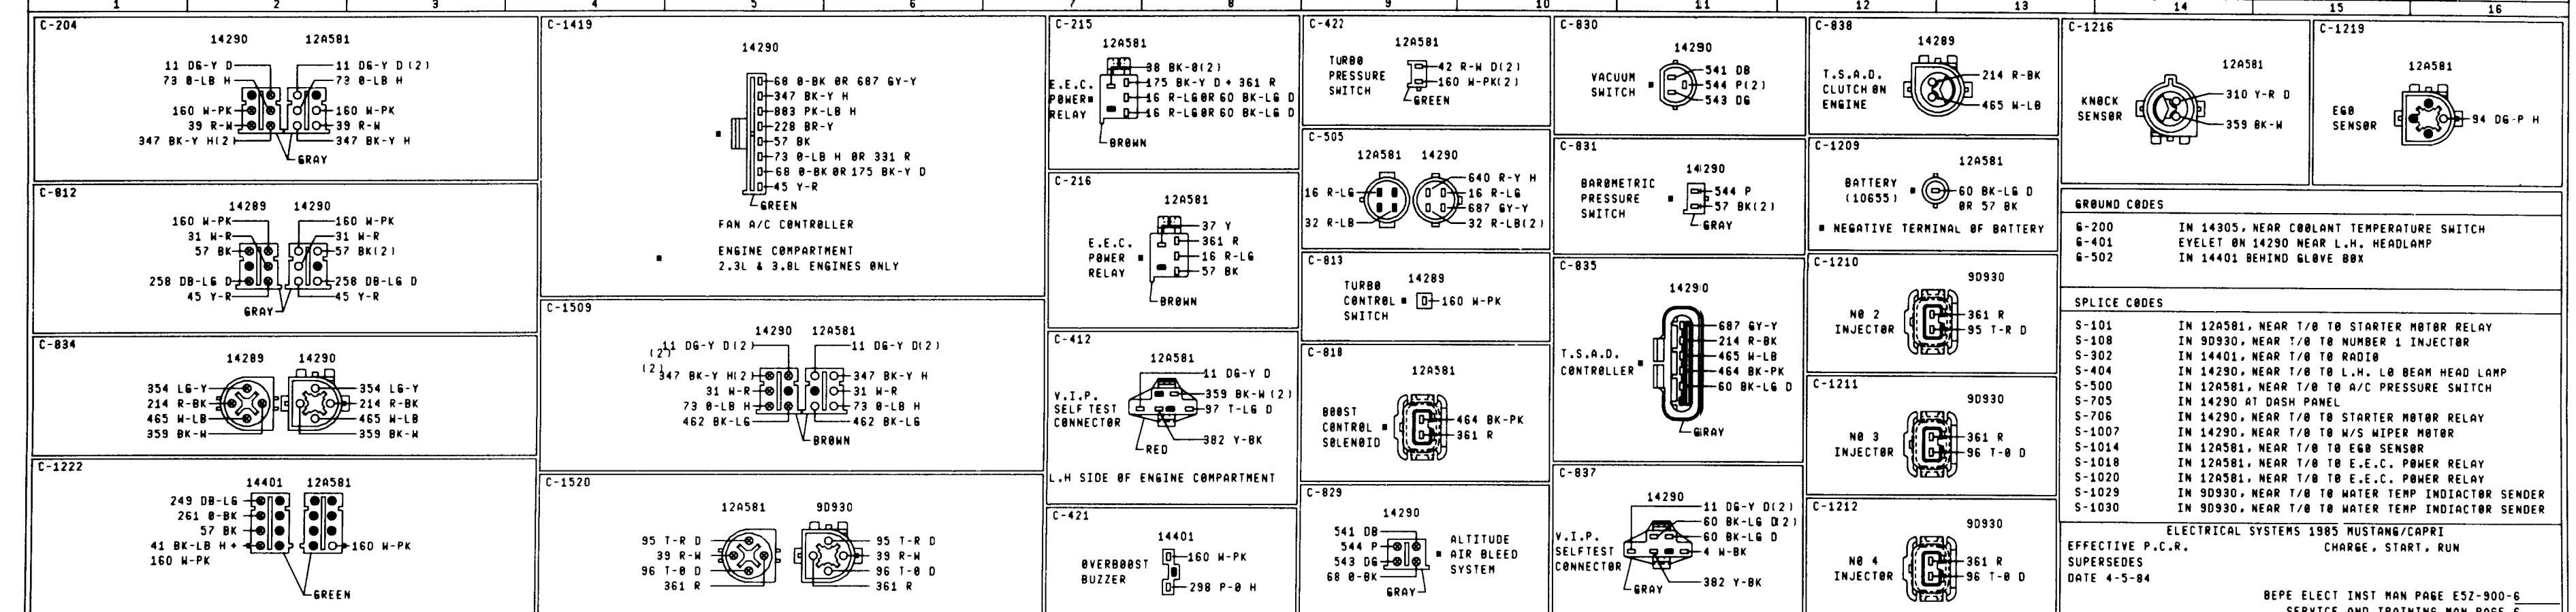 1 2 3 4 5 6 7 8 9 10 11 12 13 14 15 16
C-204
14290 12A581
11 DG-Y D 11 DG-Y D(2)
73 O-LB H 73 O-LB H
160 W-PK 160 W-PK
39 R-W 39 R-W
347 BK-Y H(2) 347 BK-Y H
GRAY
C-812
14289 14290
160 W-PK 160 W-PK
31 W-R 31 W-R
57 BK 57 BK(2)
258 DB-LG D 258 DB-LG D
45 Y-R 45 Y-R
GRAY
C-834
14289 14290
354 LG-Y 354 LG-Y
214 R-BK 214 R-BK
465 W-LB 465 W-LB
359 BK-W 359 BK-W
C-1222
14401 12A581
249 DB-LG
261 O-BK
57 BK
41 BK-LB H + 160 W-PK
160 W-PK
GREEN
C-1419
14290
68 O-BK OR 687 GY-Y
347 BK-Y H
883 PK-LB H
228 BR-Y
57 BK
73 O-LB H OR 331 R
68 O-BK OR 175 BK-Y D
45 Y-R
GREEN
FAN A/C CONTROLLER
ENGINE COMPARTMENT
2.3L & 3.8L ENGINES ONLY
C-1509
14290 12A581
11 DG-Y D(2) 11 DG-Y D(2)
(2)
(2)
347 BK-Y H(2) 347 BK-Y H
31 W-R 31 W-R
73 O-LB H 73 O-LB H
462 BK-LG 462 BK-LG
BROWN
C-1520
12A581 9D930
95 T-R D 95 T-R D
39 R-W 39 R-W
96 T-O D 96 T-O D
361 R 361 R
C-215
12A581
E.E.C.
POWER
RELAY
38 BK-O(2)
175 BK-Y D + 361 R
16 R-LG OR 60 BK-LG D
16 R-LG OR 60 BK-LG D
BROWN
C-216
12A581
E.E.C.
POWER
RELAY
37 Y
361 R
16 R-LG
57 BK
BROWN
C-412
12A581
V.I.P.
SELF TEST
CONNECTOR
11 DG-Y D
359 BK-W (2)
97 T-LG D
382 Y-BK
RED
L.H SIDE OF ENGINE COMPARTMENT
C-421
14401
OVERBOOST
BUZZER
160 W-PK
298 P-O H
C-422
12A581
TURBO
PRESSURE
SWITCH
42 R-W D(2)
160 W-PK(2)
GREEN
C-505
12A581 14290
640 R-Y H
16 R-LG 16 R-LG
687 GY-Y
32 R-LB 32 R-LB(2)
C-813
14289
TURBO
CONTROL
SWITCH
160 W-PK
C-818
12A581
BOOST
CONTROL
SOLENOID
464 BK-PK
361 R
C-829
14290
541 DB
544 P
543 DG
68 O-BK
GRAY
ALTITUDE
AIR BLEED
SYSTEM
C-830
14290
VACUUM
SWITCH
541 DB
544 P(2)
543 DG
C-831
14290
BAROMETRIC
PRESSURE
SWITCH
544 P
57 BK(2)
GRAY
C-835
14290
T.S.A.D.
CONTROLLER
687 GY-Y
214 R-BK
465 W-LB
464 BK-PK
60 BK-LG D
GRAY
C-837
14290
V.I.P.
SELFTEST
CONNECTOR
11 DG-Y D(2)
60 BK-LG D(2)
60 BK-LG D
4 W-BK
382 Y-BK
GRAY
C-838
14289
T.S.A.D.
CLUTCH ON
ENGINE
214 R-BK
465 W-LB
C-1209
12A581
BATTERY
(10655)
60 BK-LG D
OR 57 BK
NEGATIVE TERMINAL OF BATTERY
C-1210
9D930
NO 2
INJECTOR
361 R
95 T-R D
C-1211
9D930
NO 3
INJECTOR
361 R
96 T-O D
C-1212
9D930
NO 4
INJECTOR
361 R
96 T-O D
C-1216
12A581
KNOCK
SENSOR
310 Y-R D
359 BK-W
C-1219
12A581
EGO
SENSOR
94 DG-P H
GROUND CODES
G-200 IN 14305, NEAR COOLANT TEMPERATURE SWITCH
G-401 EYELET ON 14290 NEAR L.H. HEADLAMP
G-502 IN 14401 BEHIND GLOVE BOX
SPLICE CODES
S-101 IN 12A581, NEAR T/O TO STARTER MOTOR RELAY
S-108 IN 9D930, NEAR T/O TO NUMBER 1 INJECTOR
S-302 IN 14401, NEAR T/O TO RADIO
S-404 IN 14290, NEAR T/O TO L.H. LO BEAM HEAD LAMP
S-500 IN 12A581, NEAR T/O TO A/C PRESSURE SWITCH
S-705 IN 14290 AT DASH PANEL
S-706 IN 14290, NEAR T/O TO STARTER MOTOR RELAY
S-1007 IN 14290, NEAR T/O TO W/S WIPER MOTOR
S-1014 IN 12A581, NEAR T/O TO EGO SENSOR
S-1018 IN 12A581, NEAR T/O TO E.E.C. POWER RELAY
S-1020 IN 12A581, NEAR T/O TO E.E.C. POWER RELAY
S-1029 IN 9D930, NEAR T/O TO WATER TEMP INDIACTOR SENDER
S-1030 IN 9D930, NEAR T/O TO WATER TEMP INDIACTOR SENDER
ELECTRICAL SYSTEMS 1985 MUSTANG/CAPRI
EFFECTIVE P.C.R. CHARGE, START, RUN
SUPERSEDES
DATE 4-5-84
BEPE ELECT INST MAN PAGE E5Z-900-6
SERVICE AND TRAINING MAN PAGE